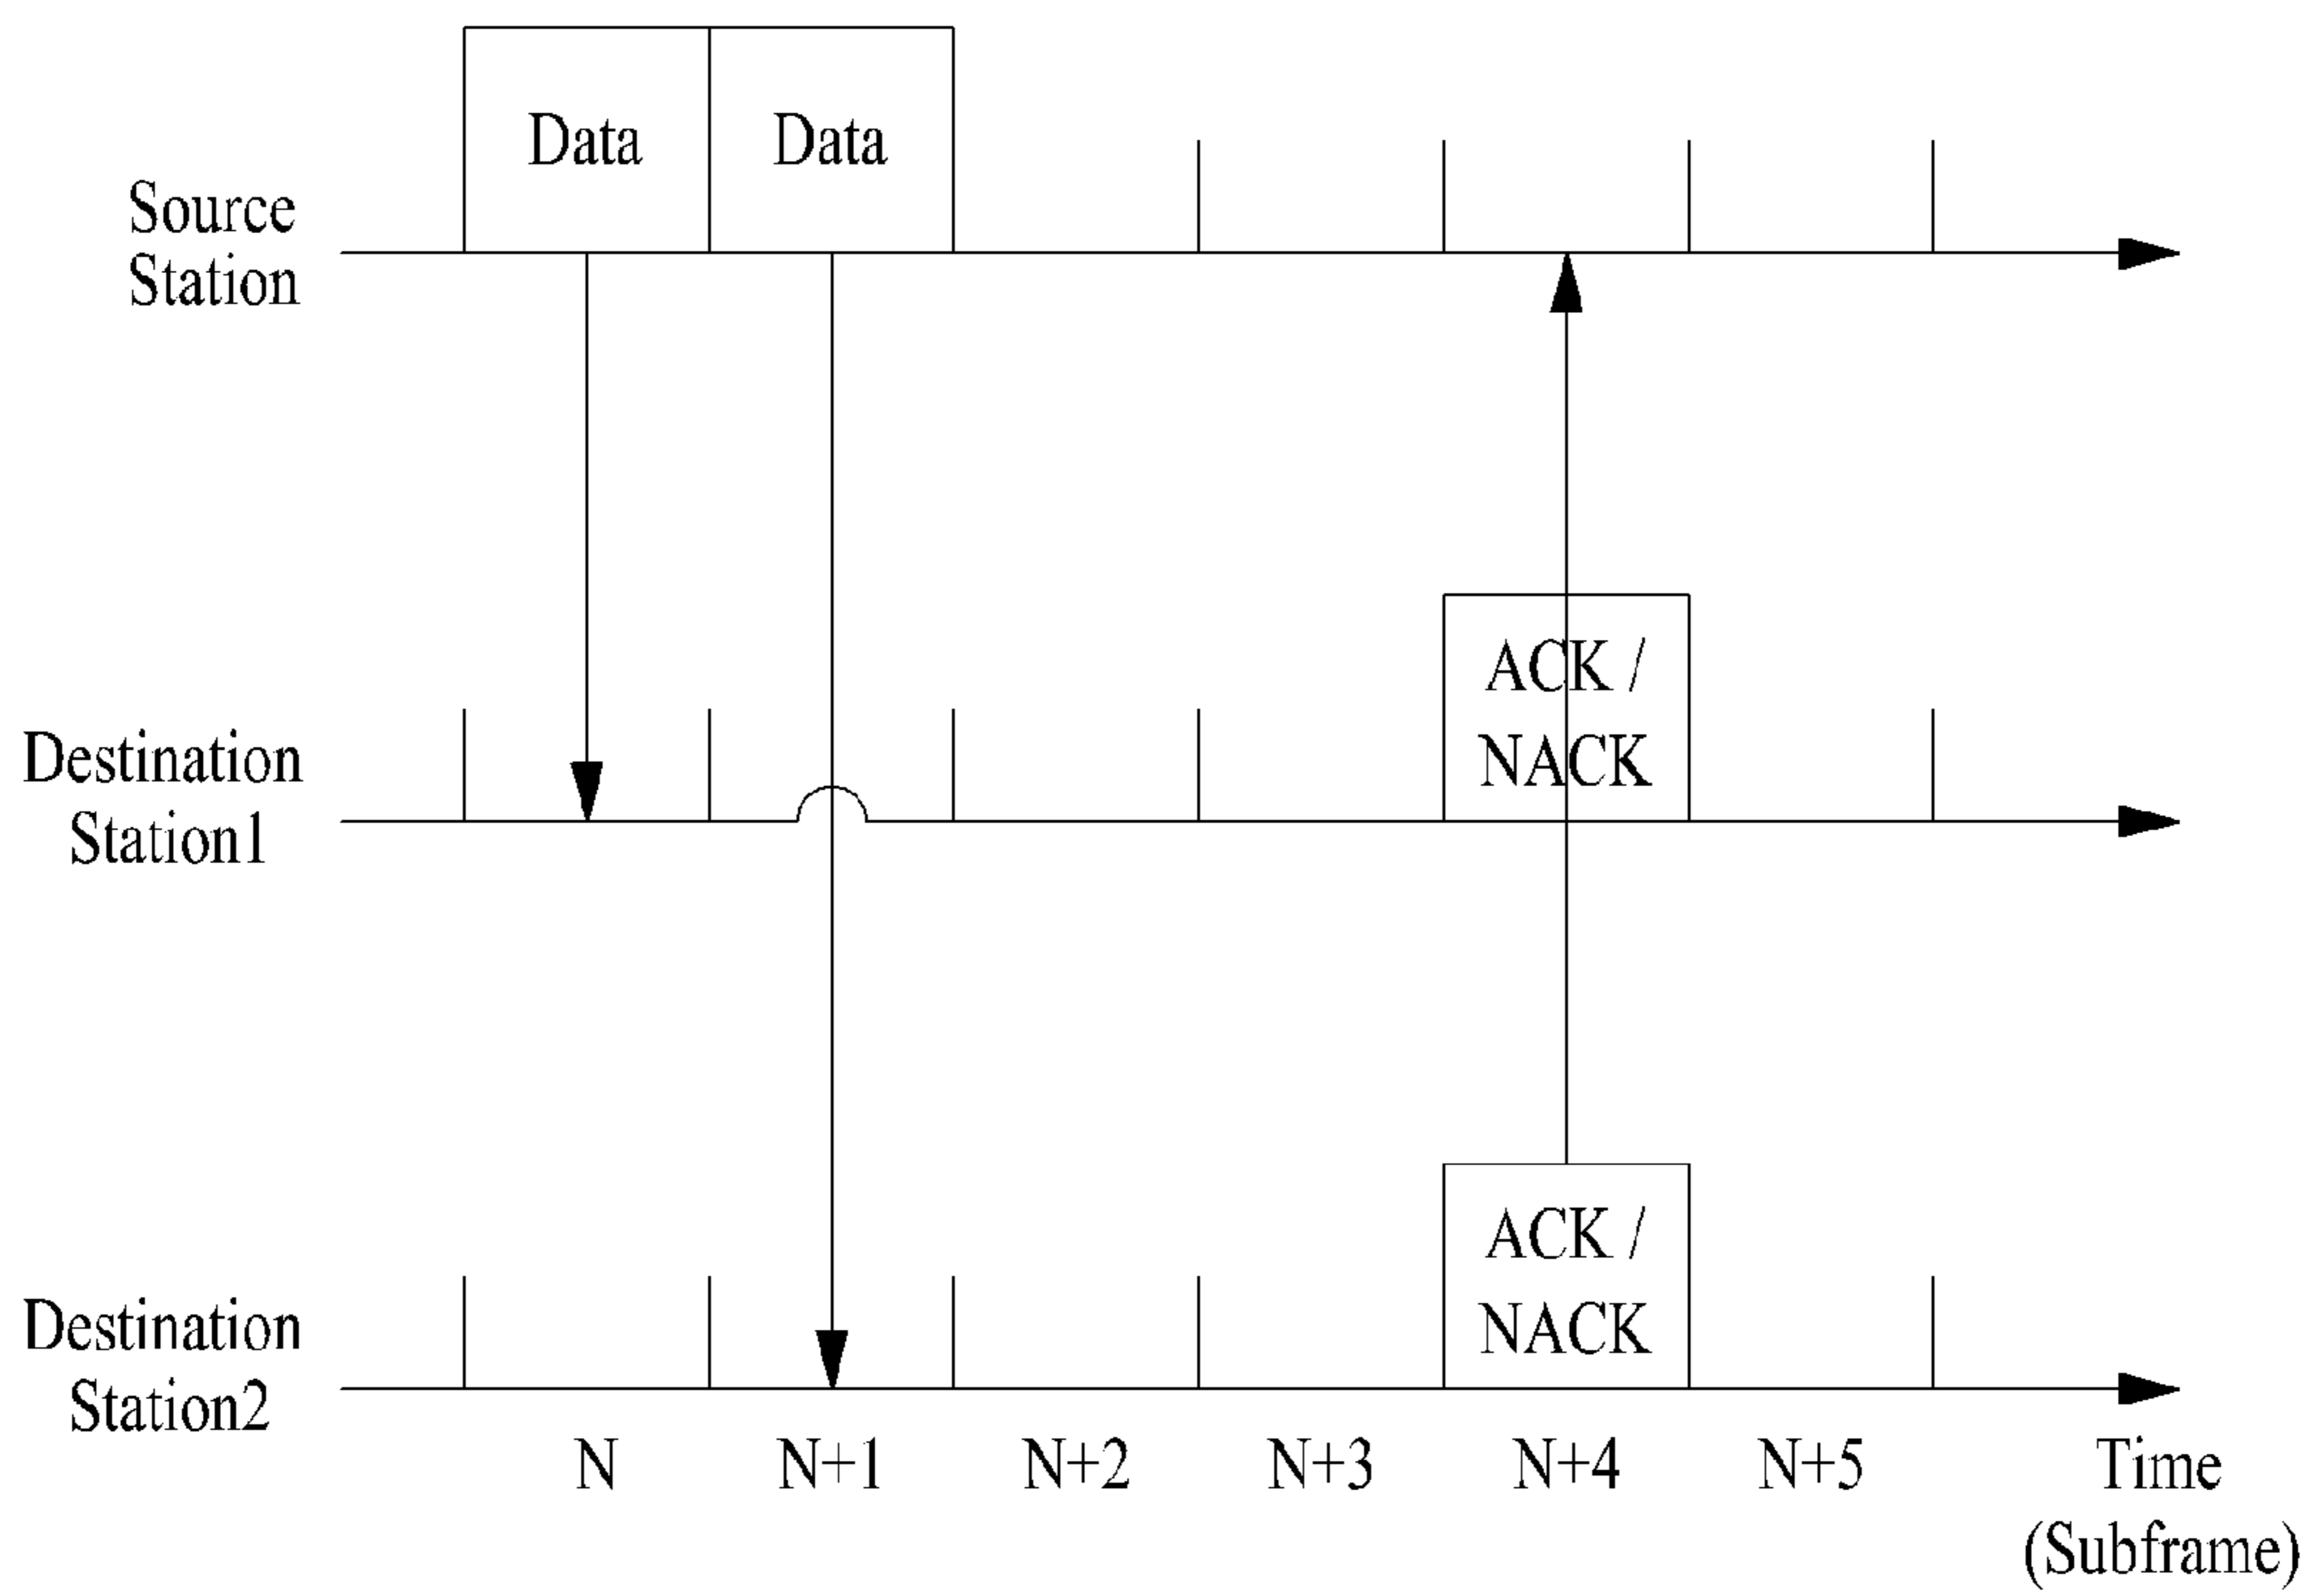 Data
Data
Source
Station
ACK /
NACK
Destination
Station1
ACK /
NACK
Destination
Station2
N
N+1
N+2
N+3
N+4
N+5
Time
(Subframe)